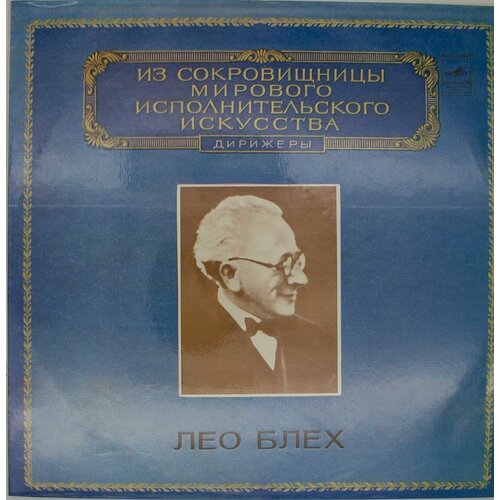 ИЗ СОКРОВИЩНИЦЫ
МИРОВОГО
ИСПОЛНИТЕЛЬСКОГО
ИСКУССТВА
ДИРИЖЕРЫ
ЛЕО БЛЕХ